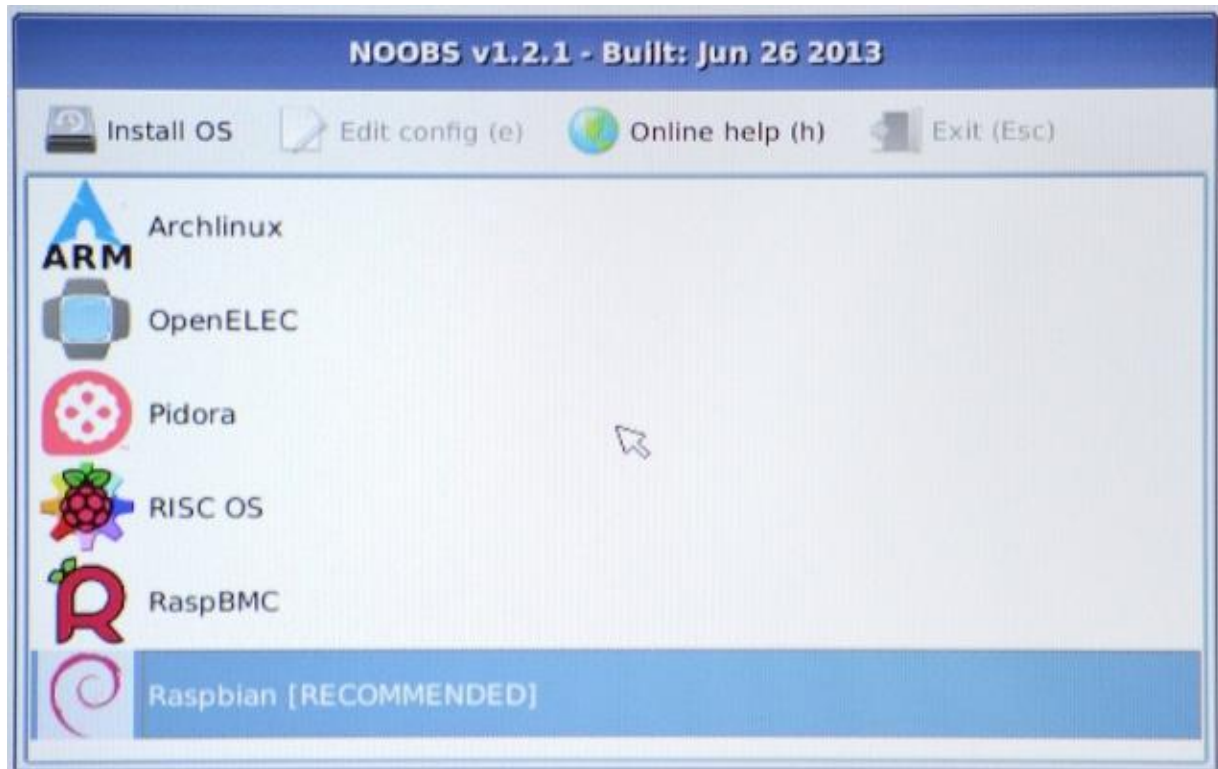 NOOBS v1.2.1 - Built: Jun 26 2013
Install OS Edit config (e) Online help (h) Exit (Esc)
Archlinux
ARM
OpenELEC
Pidora
RISC OS
RaspBMC
Raspbian [RECOMMENDED]